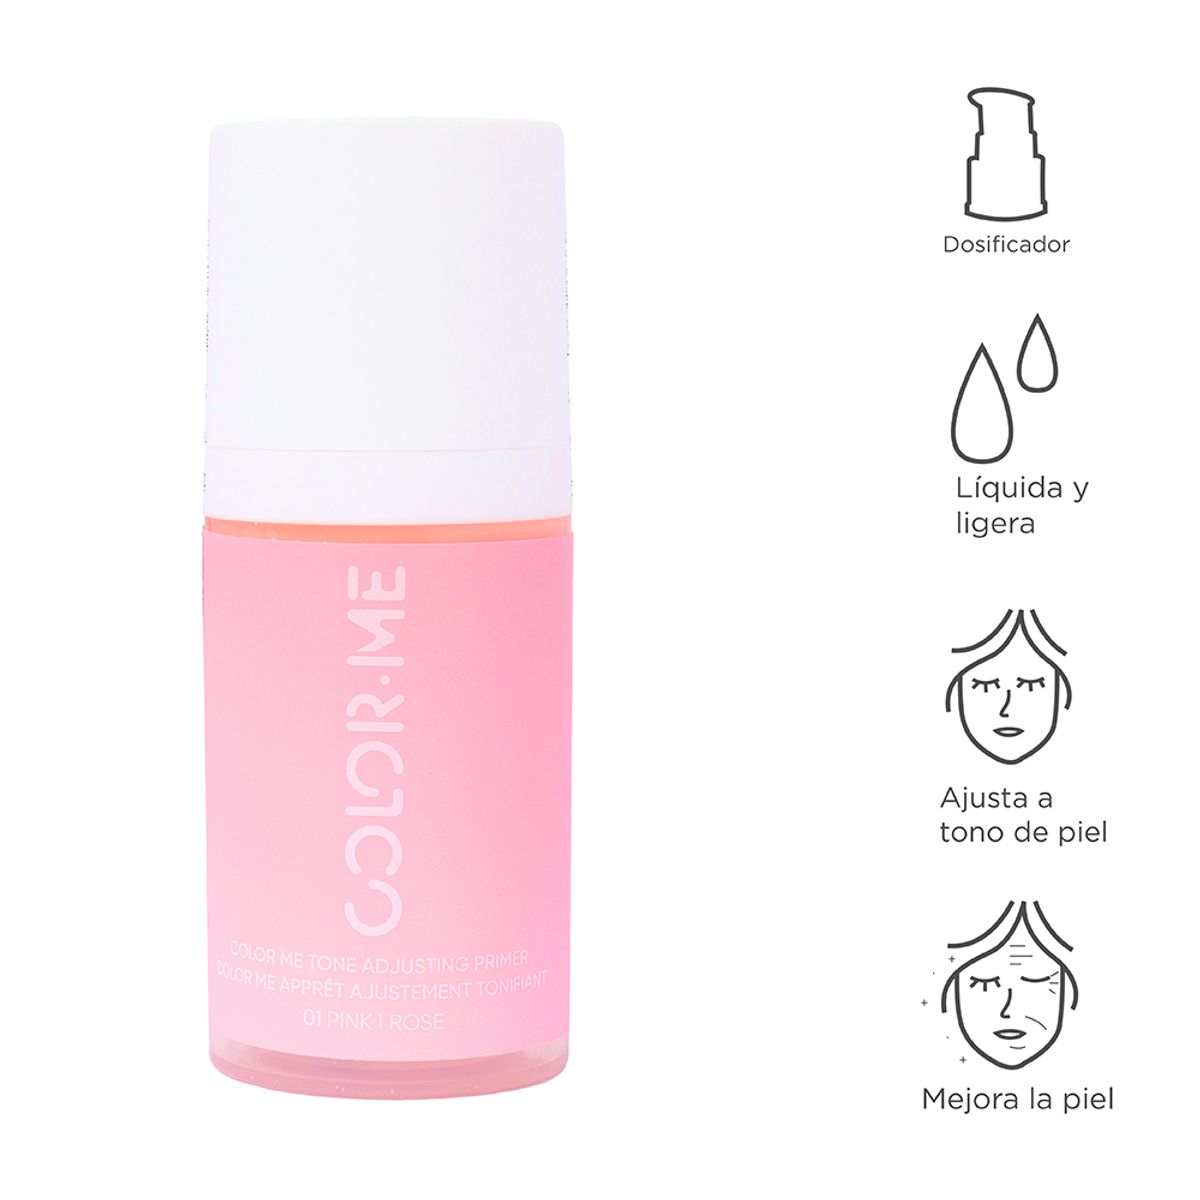 COLOR·ME
COLOR ME TONE ADJUSTING PRIMER
COLOR ME APPRÊT AJUSTEMENT TONIFIANT
01 PINK | ROSE
Dosificador
Líquida y
ligera
Ajusta a
tono de piel
Mejora la piel